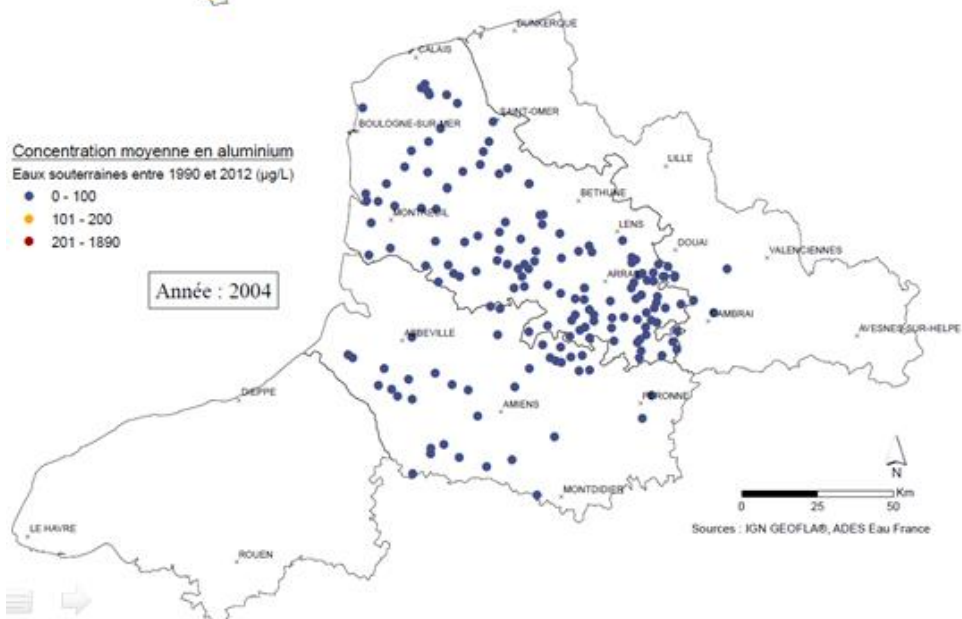 DUNKERQUE
CALAIS
SAINT-OMER
BOULOGNE-SUR-MER
LILLE
Concentration moyenne en aluminium
Eaux souterraines entre 1990 et 2012 (µg/L)
0 - 100
101 - 200
201 - 1890
BETHUNE
MONTREUIL
LENS
DOUAI
VALENCIENNES
ARRAS
Année : 2004
CAMBRAI
ABBEVILLE
AVESNES-SUR-HELPE
DIEPPE
PERONNE
AMIENS
N
MONTDIDIER
Km
0 25 50
Sources : IGN GEOFLA®, ADES Eau France
LE HAVRE
ROUEN